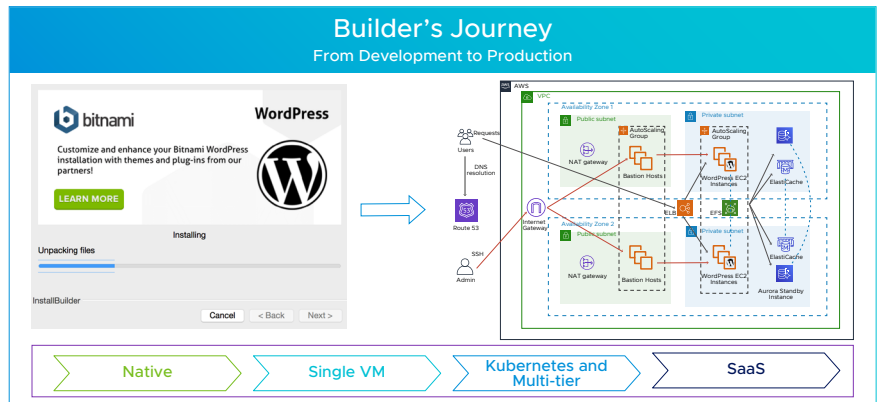 Builder's Journey
From Development to Production
bitnami
WordPress
Customize and enhance your Bitnami WordPress
installation with themes and plug-ins from our
partners!
LEARN MORE
Installing
Unpacking files
InstallBuilder
Cancel
< Back
Next >
AWS
VPC
Availability Zone 1
Public subnet
NAT gateway
AutoScaling
Group
Bastion Hosts
Private subnet
AutoScaling
Group
WordPress EC2
Instances
ElastiCache
Requests
Users
DNS
resolution
53
Route 53
SSH
Admin
Internet
Gateway
ELB
EFS
Availability Zone 2
Public subnet
NAT gateway
Bastion Hosts
Private subnet
WordPress EC2
Instances
ElastiCache
Aurora Standby
Instance
Native
Single VM
Kubernetes and
Multi-tier
SaaS